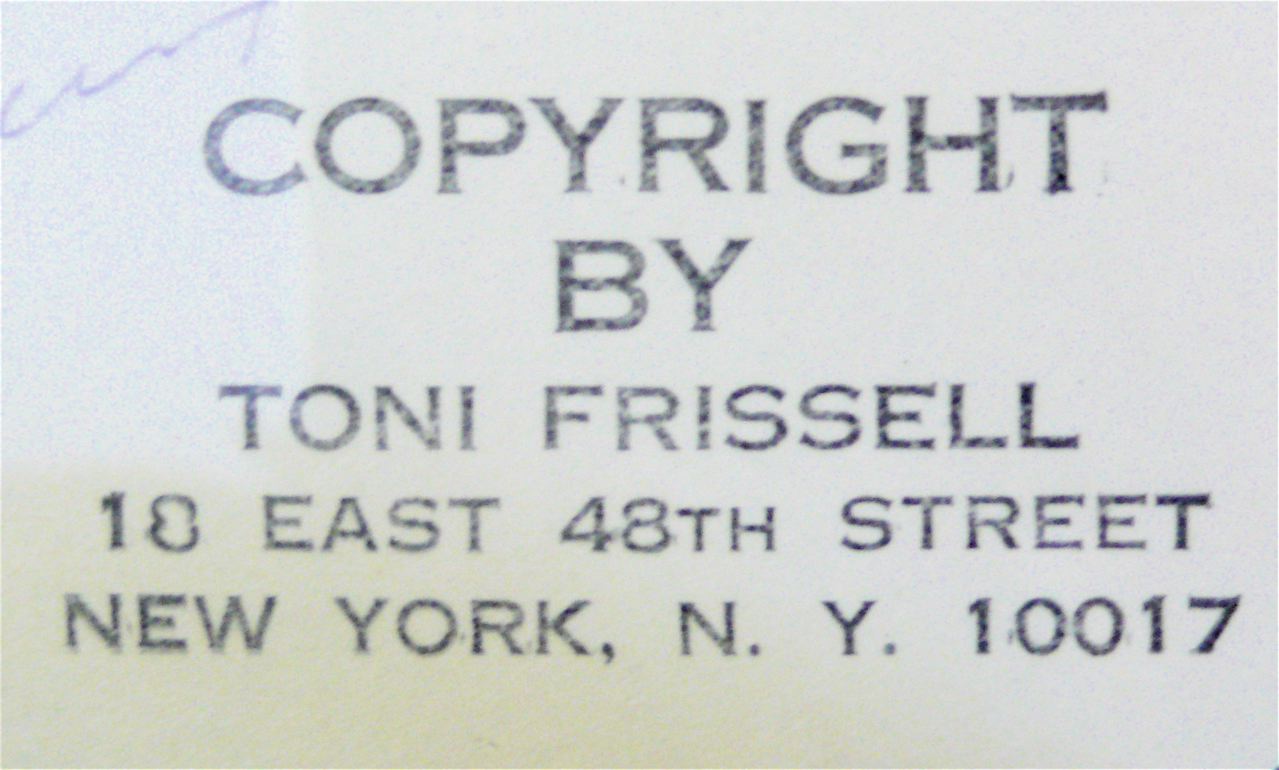 COPYRIGHT
BY
TONI FRISSELL
18 EAST 48TH STREET
NEW YORK, N. Y. 10017